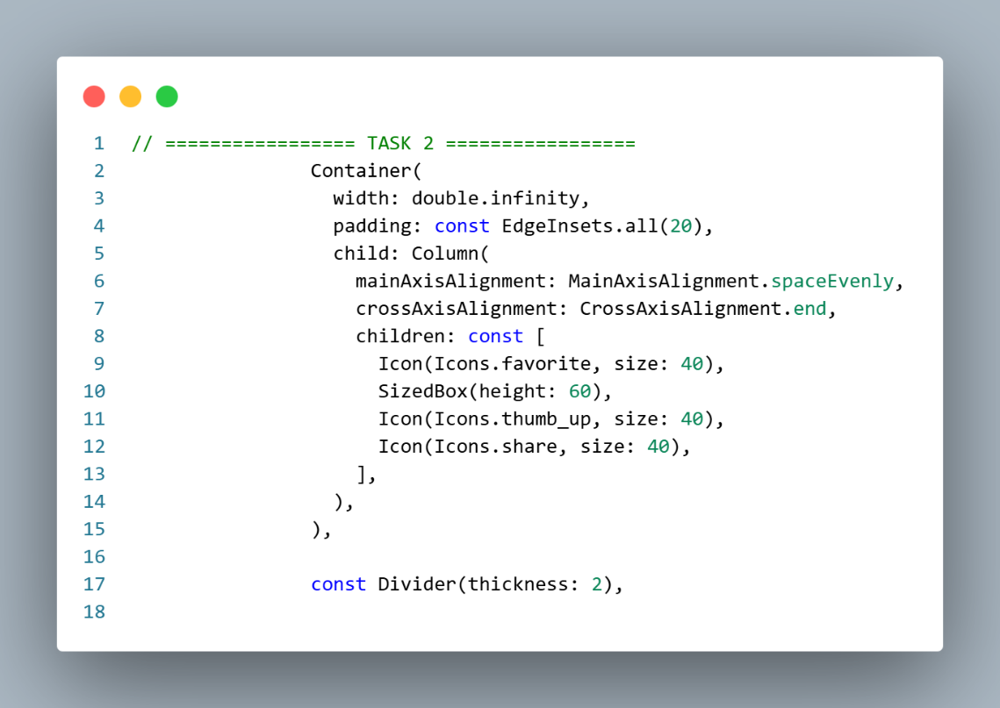 1 // ================= TASK 2 =================
2                 Container(
3                   width: double.infinity,
4                   padding: const EdgeInsets.all(20),
5                   child: Column(
6                     mainAxisAlignment: MainAxisAlignment.spaceEvenly,
7                     crossAxisAlignment: CrossAxisAlignment.end,
8                     children: const [
9                       Icon(Icons.favorite, size: 40),
10                       SizedBox(height: 60),
11                       Icon(Icons.thumb_up, size: 40),
12                       Icon(Icons.share, size: 40),
13                     ],
14                   ),
15                 ),
16
17                 const Divider(thickness: 2),
18